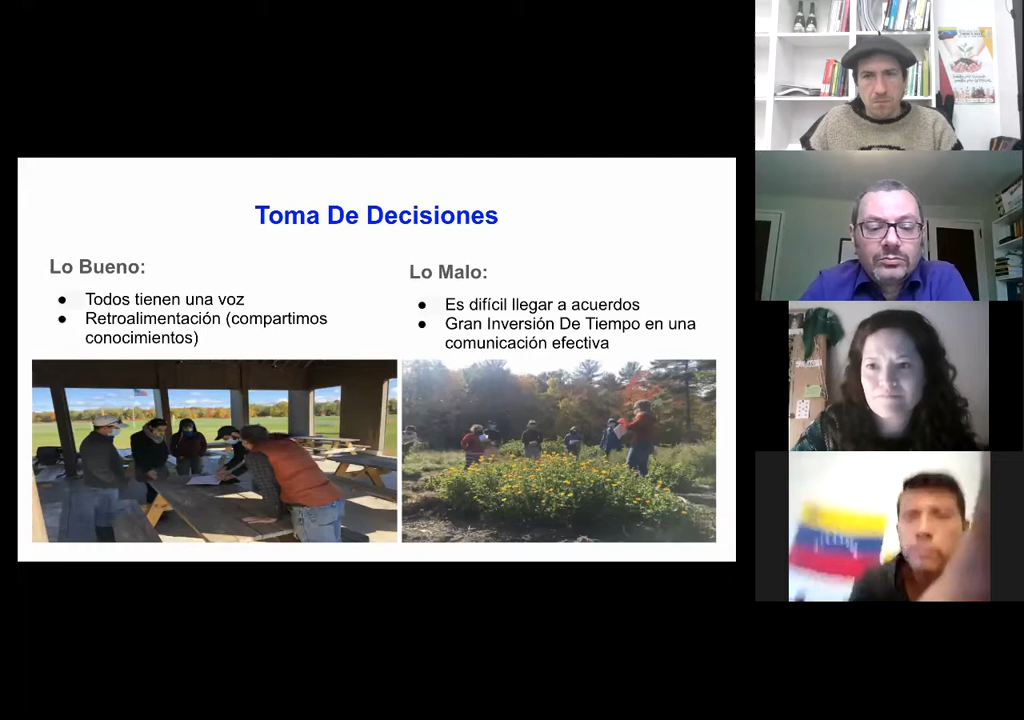 Toma De Decisiones
Lo Bueno:
● Todos tienen una voz
● Retroalimentación (compartimos
conocimientos)
Lo Malo:
● Es difícil llegar a acuerdos
● Gran Inversión De Tiempo en una
comunicación efectiva